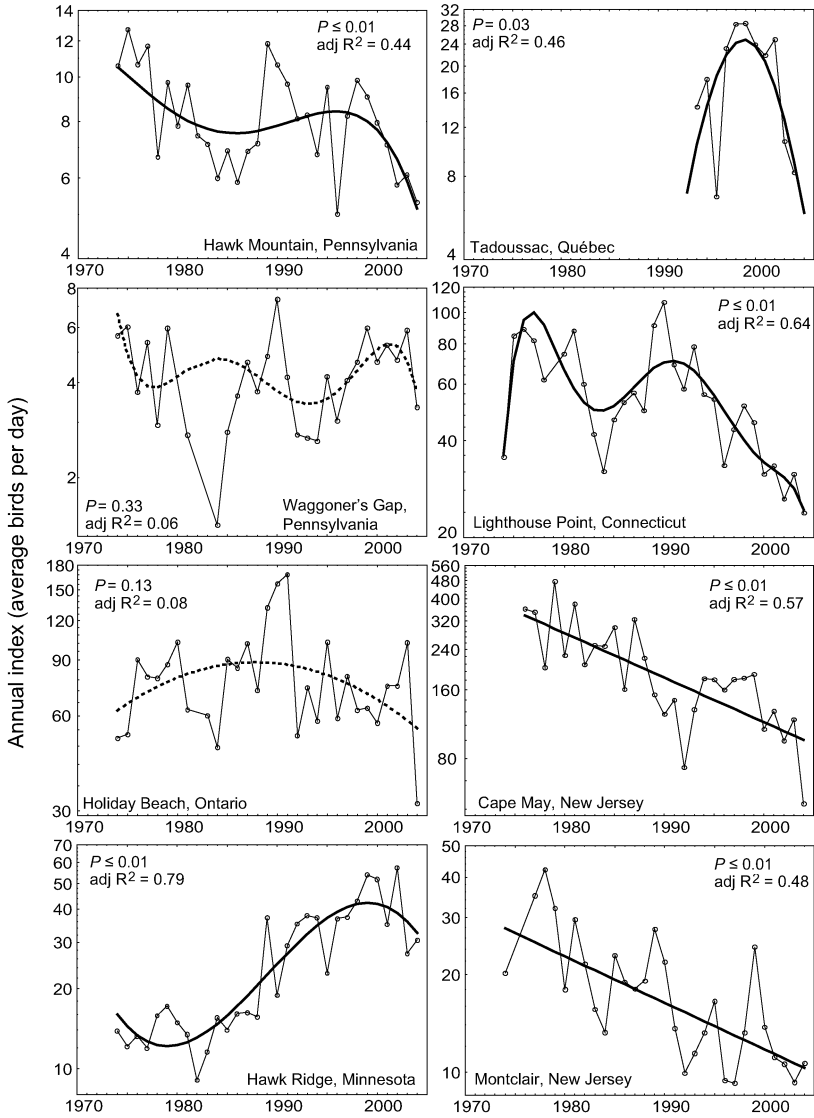 Annual index (average birds per day)
14
12
10
8
6
4
P ≤ 0.01
adj R2 = 0.44
Hawk Mountain, Pennsylvania
1970 1980 1990 2000
32
28
24
20
16
12
8
4
P = 0.03
adj R2 = 0.46
Tadoussac, Québec
1970 1980 1990 2000
8
6
4
2
P = 0.33
adj R2 = 0.06
Waggoner's Gap,
Pennsylvania
1970 1980 1990 2000
120
100
80
60
40
20
P ≤ 0.01
adj R2 = 0.64
Lighthouse Point, Connecticut
1970 1980 1990 2000
180
150
120
90
60
30
P = 0.13
adj R2 = 0.08
Holiday Beach, Ontario
1970 1980 1990 2000
560
480
400
320
240
160
80
P ≤ 0.01
adj R2 = 0.57
Cape May, New Jersey
1970 1980 1990 2000
70
60
50
40
30
20
10
P ≤ 0.01
adj R2 = 0.79
Hawk Ridge, Minnesota
1970 1980 1990 2000
50
40
30
20
10
P ≤ 0.01
adj R2 = 0.48
Montclair, New Jersey
1970 1980 1990 2000